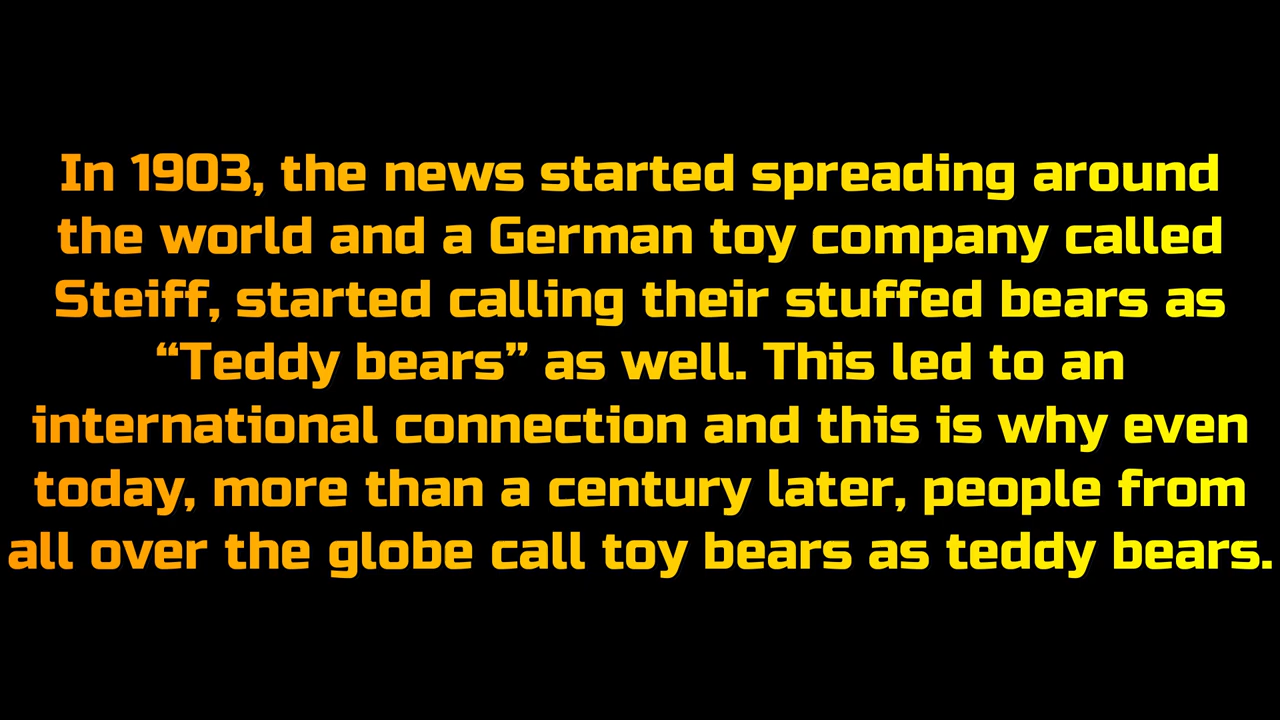 In 1903, the news started spreading around
the world and a German toy company called
Steiff, started calling their stuffed bears as
“Teddy bears” as well. This led to an
international connection and this is why even
today, more than a century later, people from
all over the globe call toy bears as teddy bears.